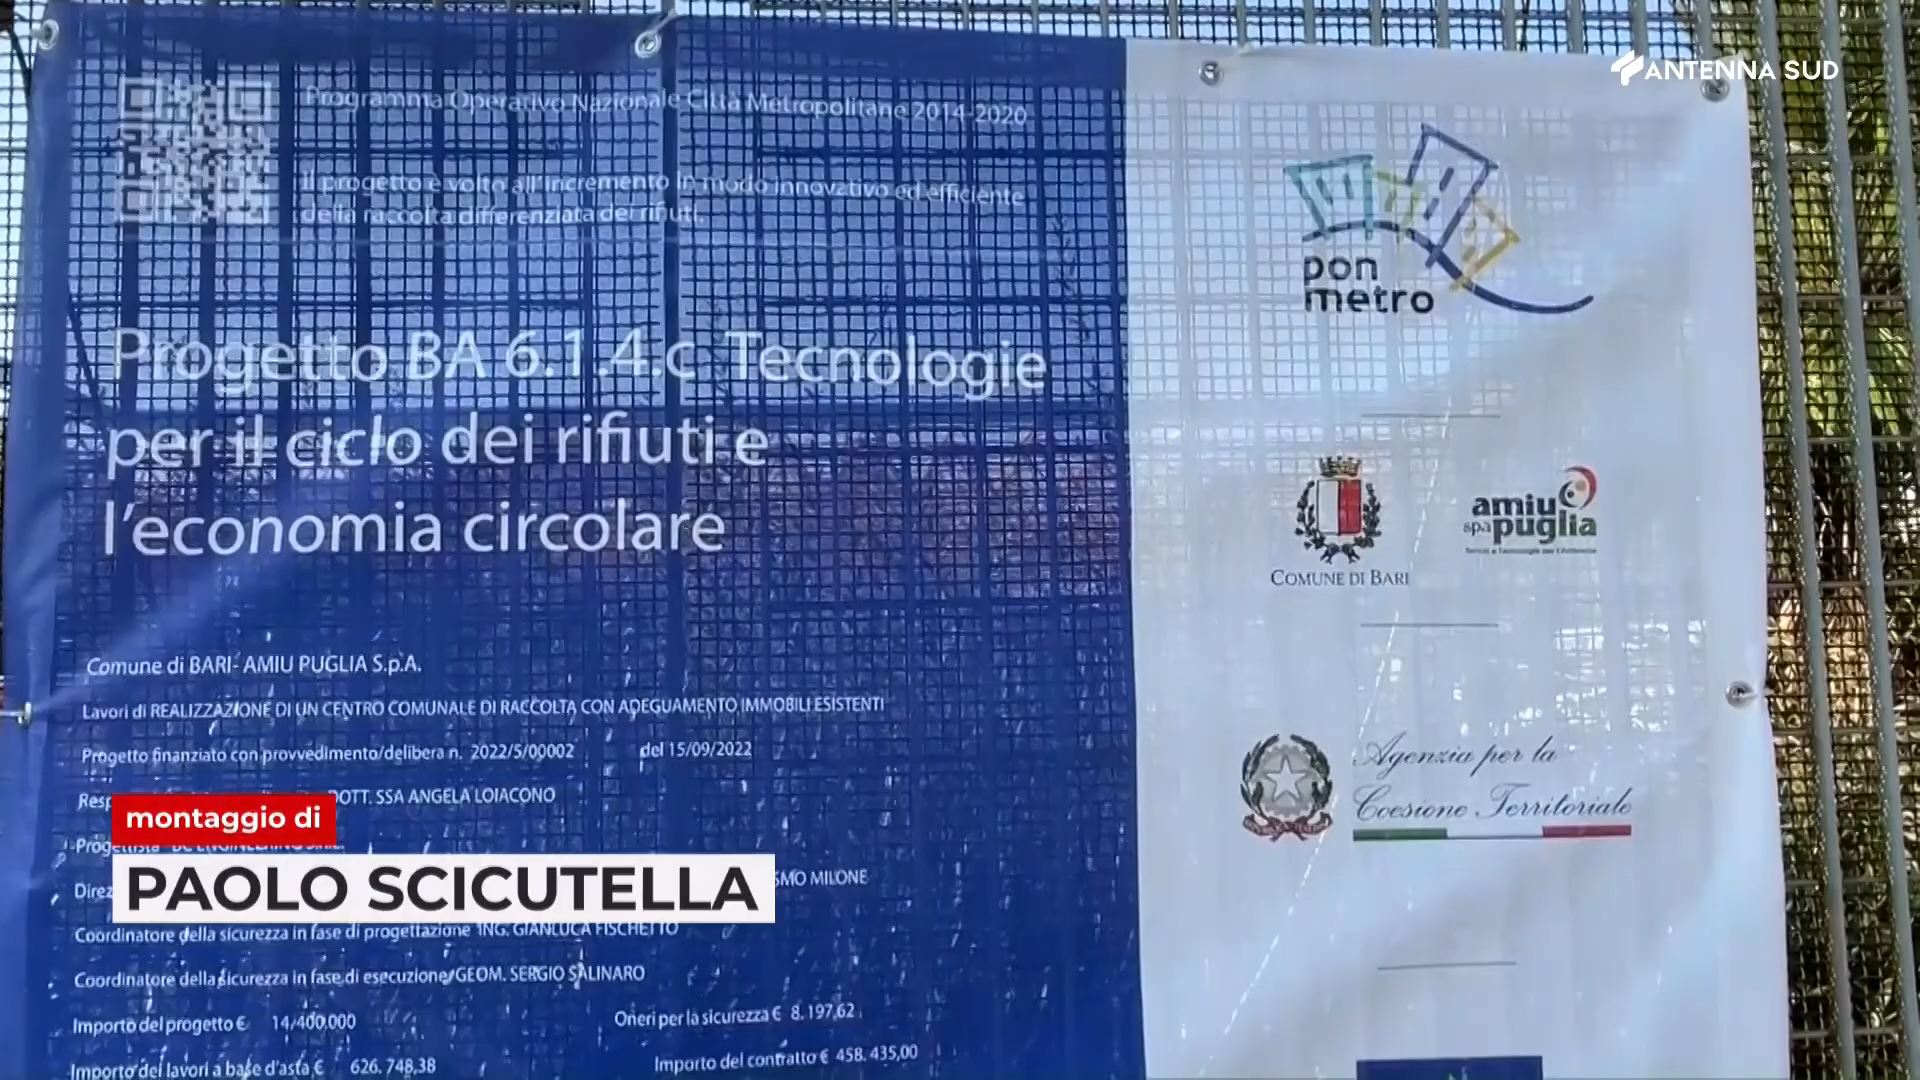 ANTENNA SUD
Programma Operativo Nazionale Città Metropolitane 2014-2020
Il progetto è volto all'incremento in modo innovativo ed efficiente
della raccolta differenziata dei rifiuti.
pon
metro
Progetto BA 6.1.4.c Tecnologie
per il ciclo dei rifiuti e
l'economia circolare
amiu
spa puglia
COMUNE DI BARI
Comune di BARI- AMIU PUGLIA S.p.A.
Lavori di REALIZZAZIONE DI UN CENTRO COMUNALE DI RACCOLTA CON ADEGUAMENTO IMMOBILI ESISTENTI
Progetto finanziato con provvedimento/delibera n. 2022/5/00002 del 15/09/2022
Agenzia per la
Coesione Territoriale
DOTT. SSA ANGELA LOIACONO
montaggio di
Progettista
PAOLO SCICUTELLA
MILONE
Coordinatore della sicurezza in fase di progettazione ING. GIANLUCA FISCHETTO
Coordinatore della sicurezza in fase di esecuzione GEOM. SERGIO SALINARO
Importo del progetto € 14/400.000 Oneri per la sicurezza € 8.197,62
Importo dei lavori a base d'asta € 626.748,38 Importo del contratto € 458.435,00